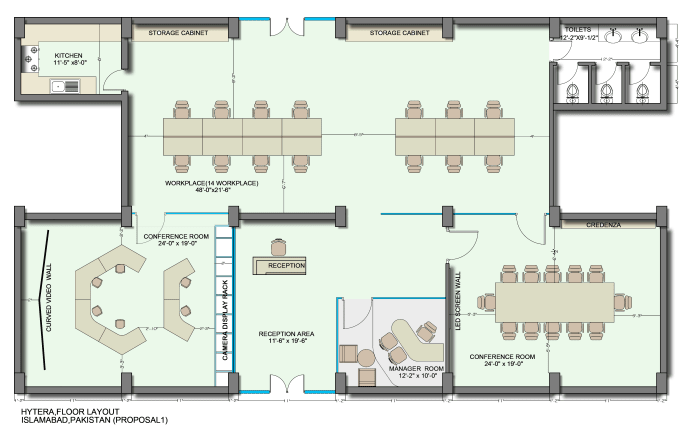 STORAGE CABINET
STORAGE CABINET
TOILETS
12'-2"X9'-1/2"
KITCHEN
11'-5" x8'-0"
WORKPLACE(14 WORKPLACE)
48'-0"x21'-6"
CONFERENCE ROOM
24'-0" x 19'-0"
CREDENZA
CURVED VIDEO WALL
CAMERA DISPLAY RACK
RECEPTION
LED SCREEN WALL
RECEPTION AREA
11'-6" x 19'-6"
MANAGER ROOM
12'-2" x 10'-0"
CONFERENCE ROOM
24'-0" x 19'-0"
HYTERA,FLOOR LAYOUT
ISLAMABAD,PAKISTAN (PROPOSAL1)